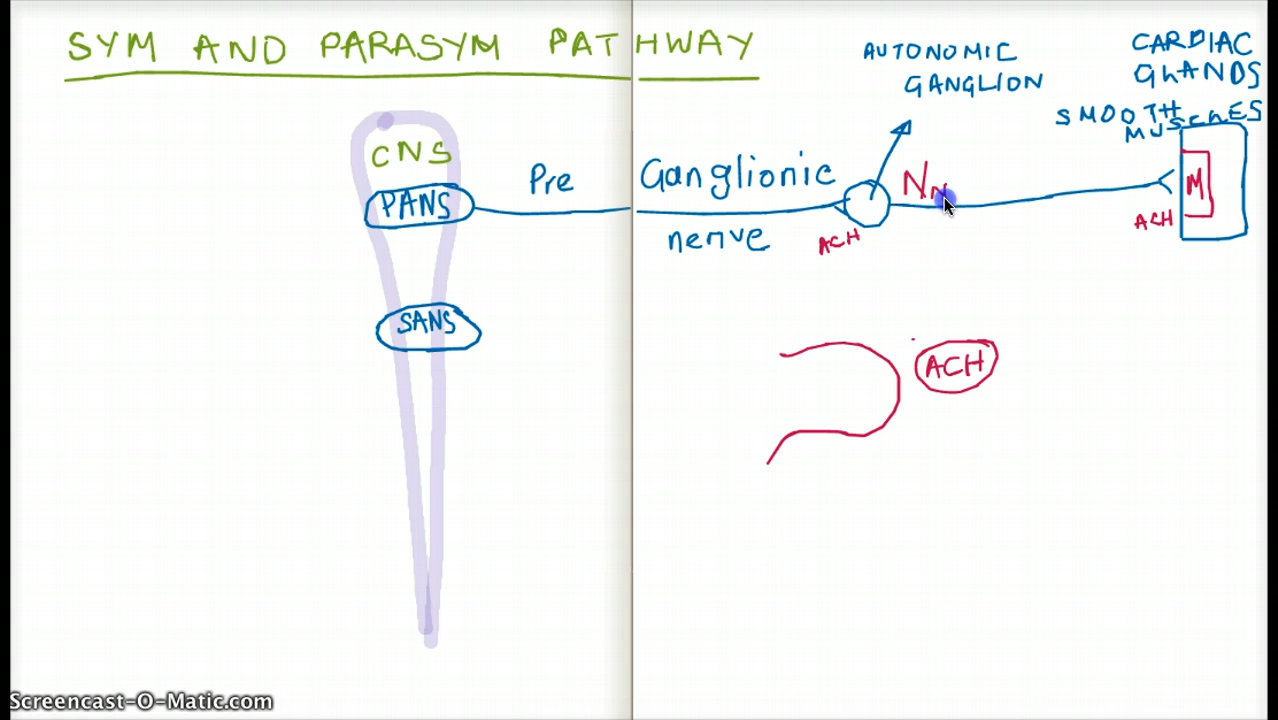 SYM AND PARASYM PATHWAY
AUTONOMIC
GANGLION
CARDIAC
GLANDS
SMOOTH
MUSCLES
CNS
PANS
Pre Ganglionic
nerve
ACH
NN
M
ACH
SANS
ACH
Screencast-O-Matic.com